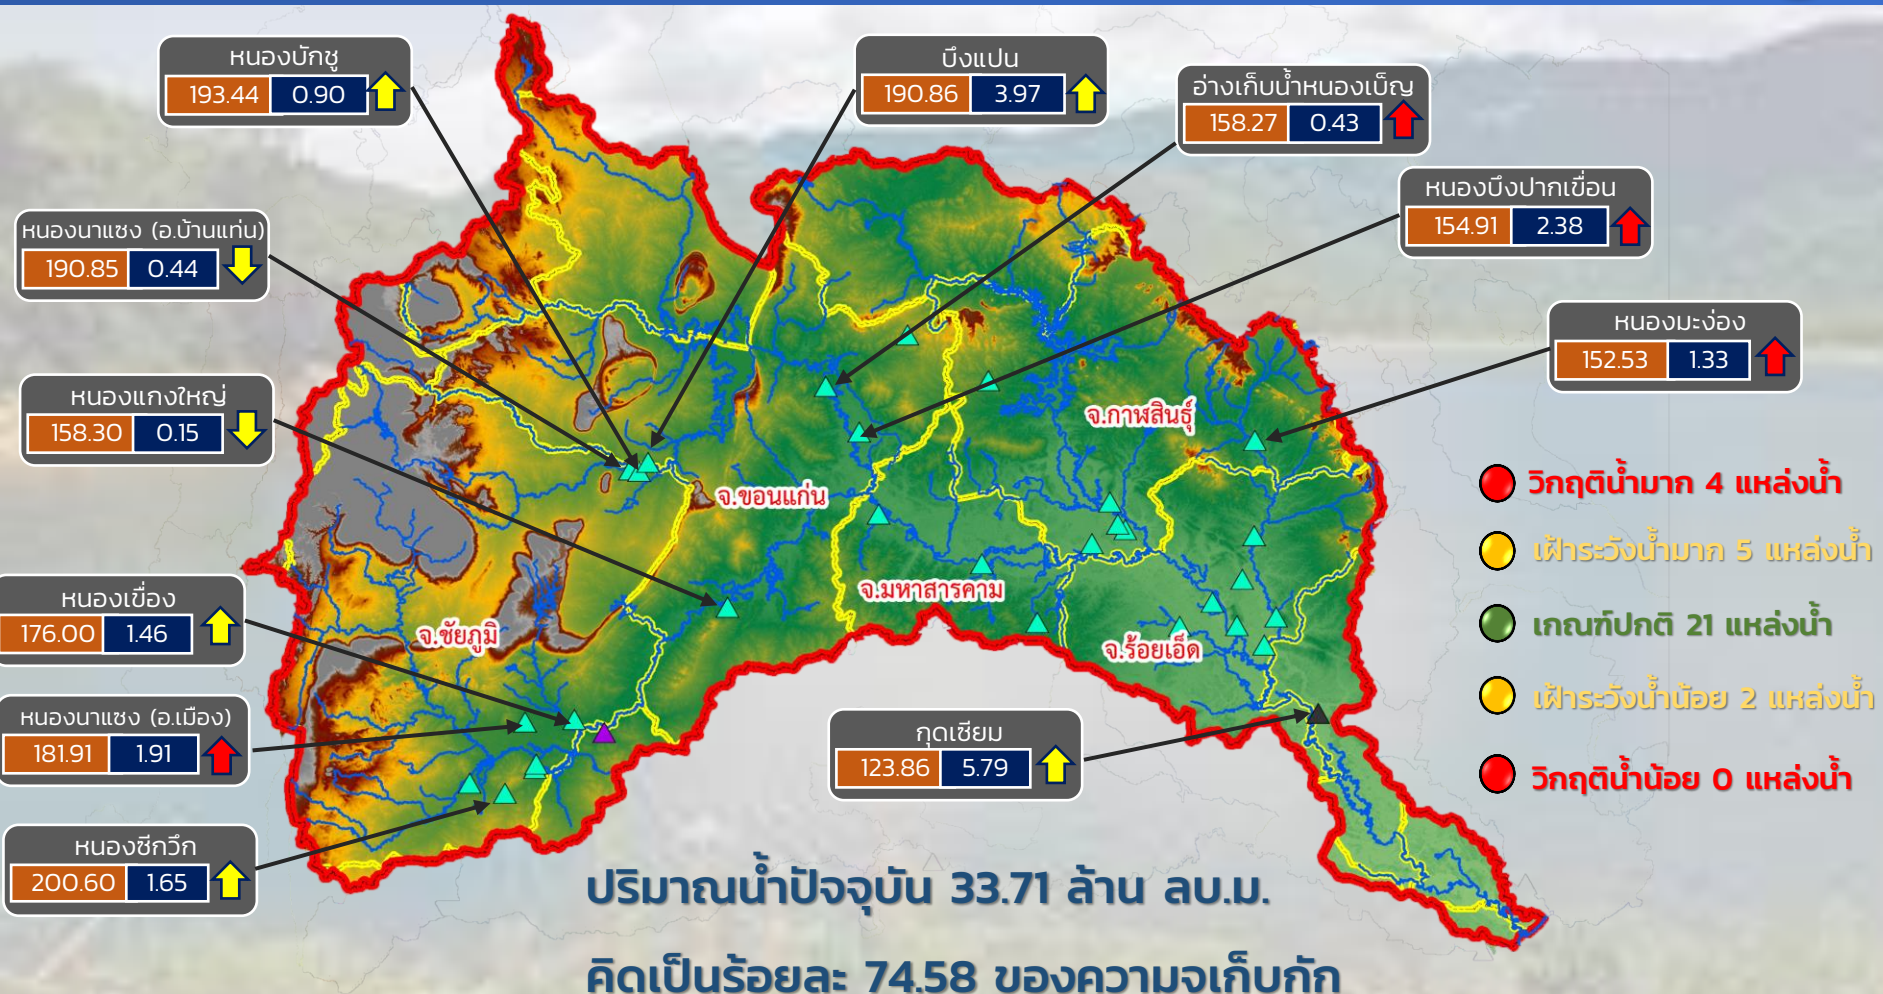 หนองบักชู
193.44 0.90
บึงแปน
190.86 3.97
อ่างเก็บน้ำหนองเบ็ญ
158.27 0.43
หนองบึงปากเขื่อน
154.91 2.38
หนองนาแซง (อ.บ้านแท่น)
190.85 0.44
หนองมะง่อง
152.53 1.33
หนองแกงใหญ่
158.30 0.15
จ.กาฬสินธุ์
จ.ขอนแก่น
วิกฤติน้ำมาก 4 แหล่งน้ำ
เฝ้าระวังน้ำมาก 5 แหล่งน้ำ
เกณฑ์ปกติ 21 แหล่งน้ำ
เฝ้าระวังน้ำน้อย 2 แหล่งน้ำ
วิกฤติน้ำน้อย 0 แหล่งน้ำ
หนองเขื่อง
176.00 1.46
จ.ชัยภูมิ
จ.มหาสารคาม
จ.ร้อยเอ็ด
หนองนาแซง (อ.เมือง)
181.91 1.91
กุดเซียม
123.86 5.79
หนองซีกวึก
200.60 1.65
ปริมาณน้ำปัจจุบัน 33.71 ล้าน ลบ.ม.
คิดเป็นร้อยละ 74.58 ของความจุเก็บกัก